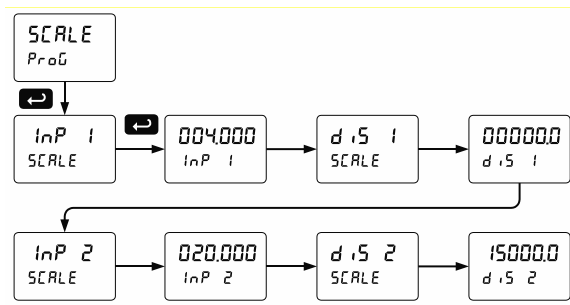 SCALE
ProG
InP 1
SCALE
004.000
InP 1
diS 1
SCALE
00000.0
diS 1
InP 2
SCALE
020.000
InP 2
diS 2
SCALE
15000.0
diS 2